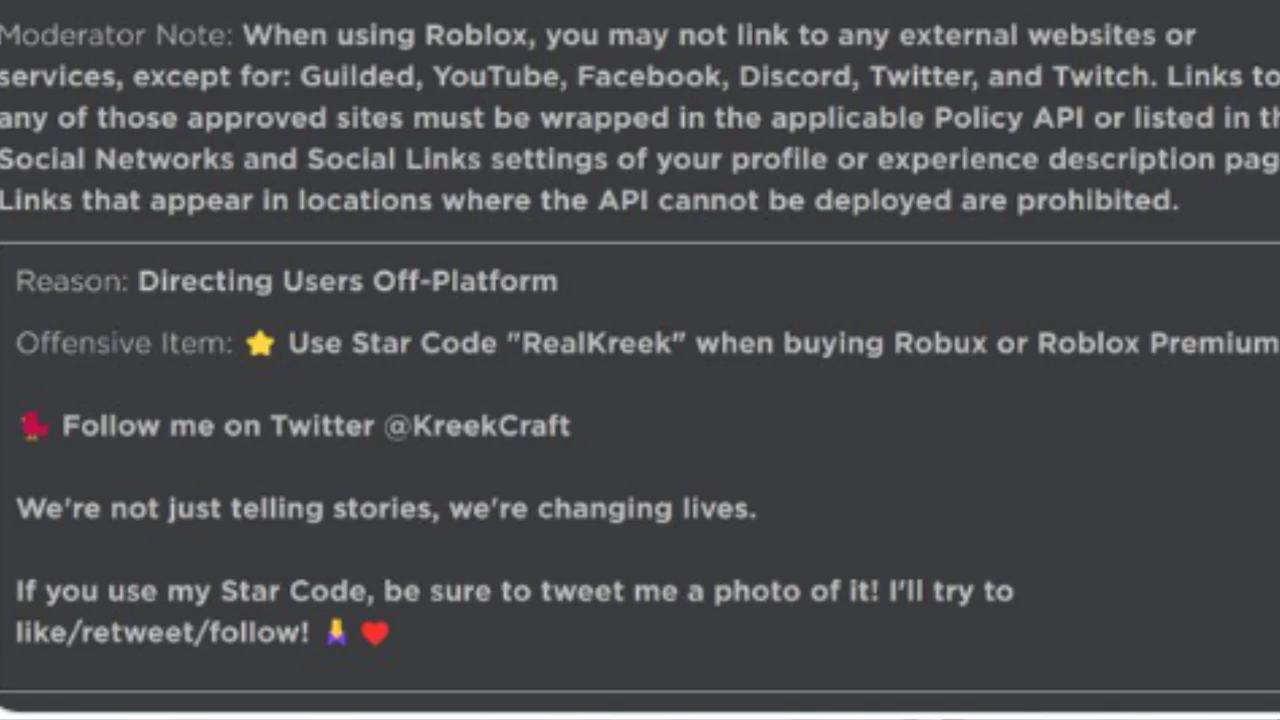 Moderator Note: When using Roblox, you may not link to any external websites or
services, except for: Guilded, YouTube, Facebook, Discord, Twitter, and Twitch. Links to
any of those approved sites must be wrapped in the applicable Policy API or listed in th
Social Networks and Social Links settings of your profile or experience description pag
Links that appear in locations where the API cannot be deployed are prohibited.
Reason: Directing Users Off-Platform
Offensive Item: ⭐ Use Star Code "RealKreek" when buying Robux or Roblox Premium
Follow me on Twitter @KreekCraft
We're not just telling stories, we're changing lives.
If you use my Star Code, be sure to tweet me a photo of it! I'll try to
like/retweet/follow! ❤️